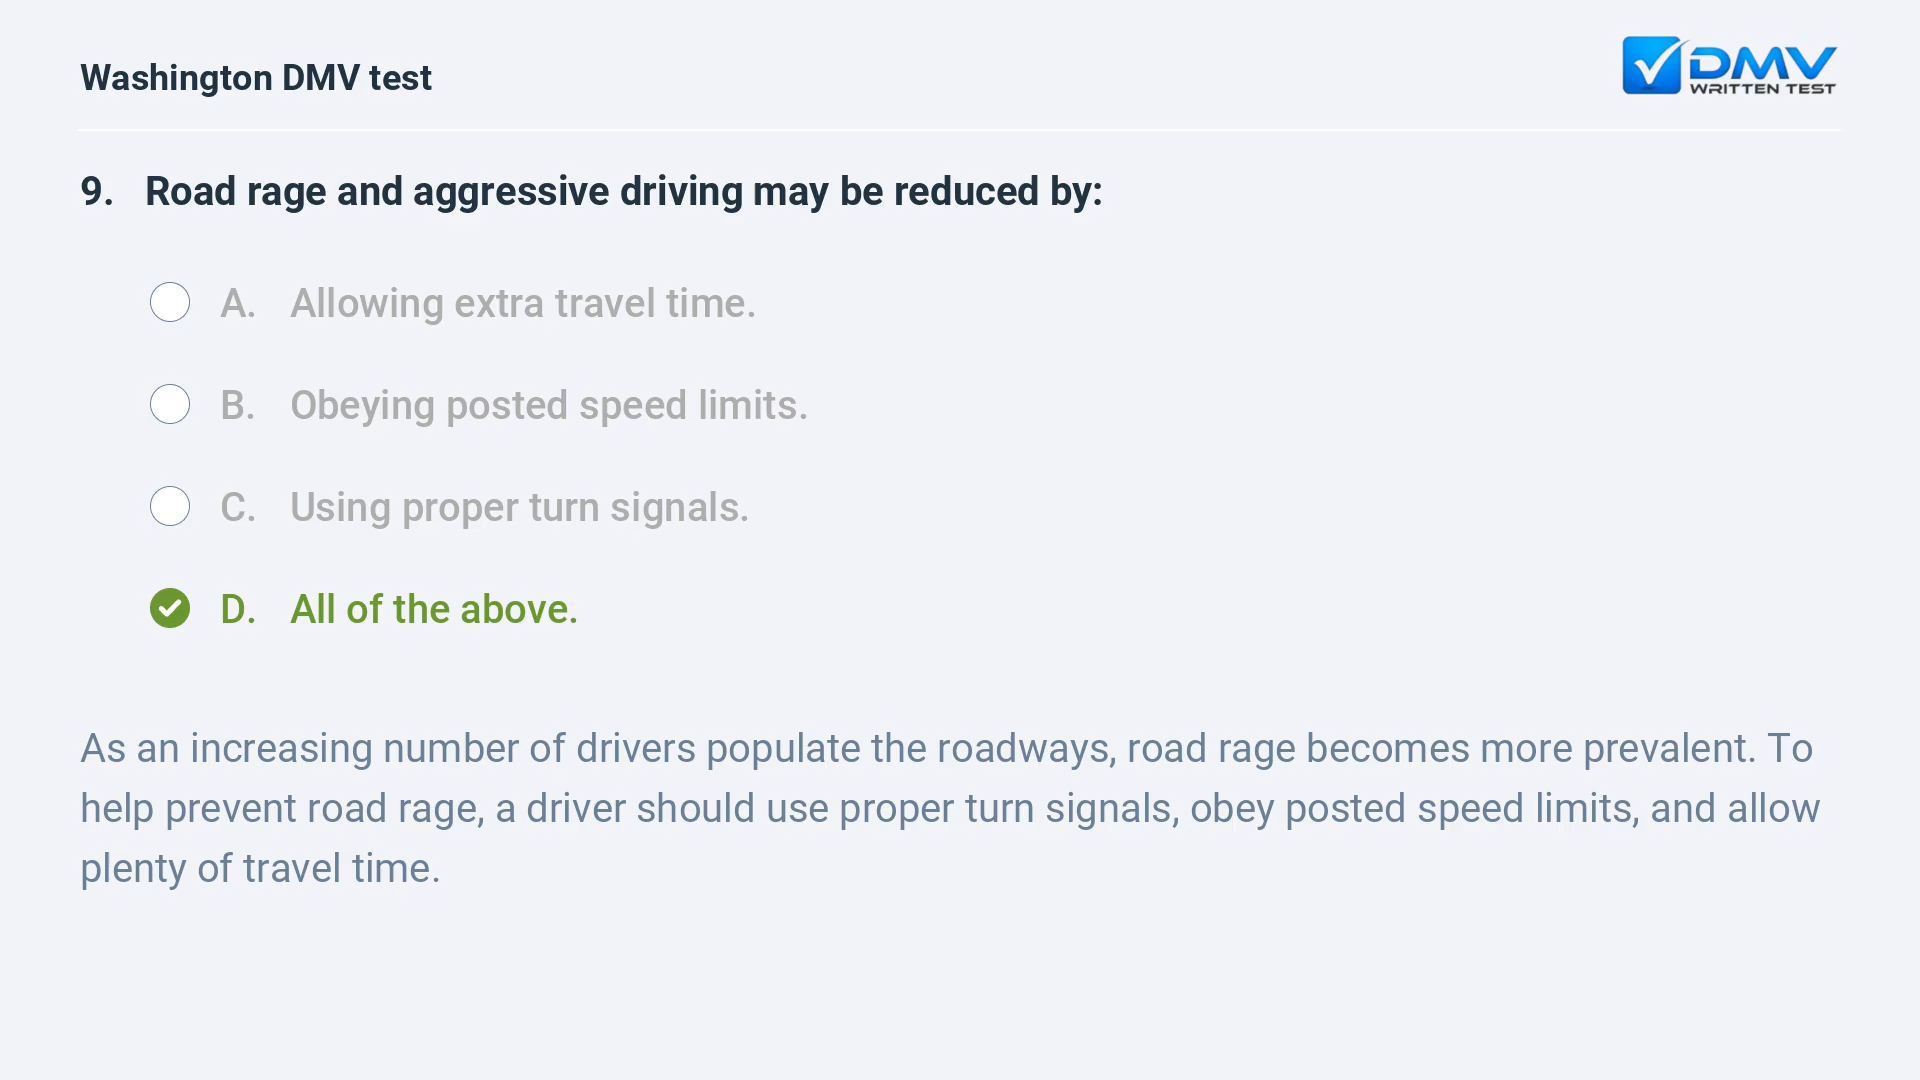 Washington DMV test
DMV
WRITTEN TEST
9. Road rage and aggressive driving may be reduced by:
A. Allowing extra travel time.
B. Obeying posted speed limits.
C. Using proper turn signals.
D. All of the above.
As an increasing number of drivers populate the roadways, road rage becomes more prevalent. To
help prevent road rage, a driver should use proper turn signals, obey posted speed limits, and allow
plenty of travel time.